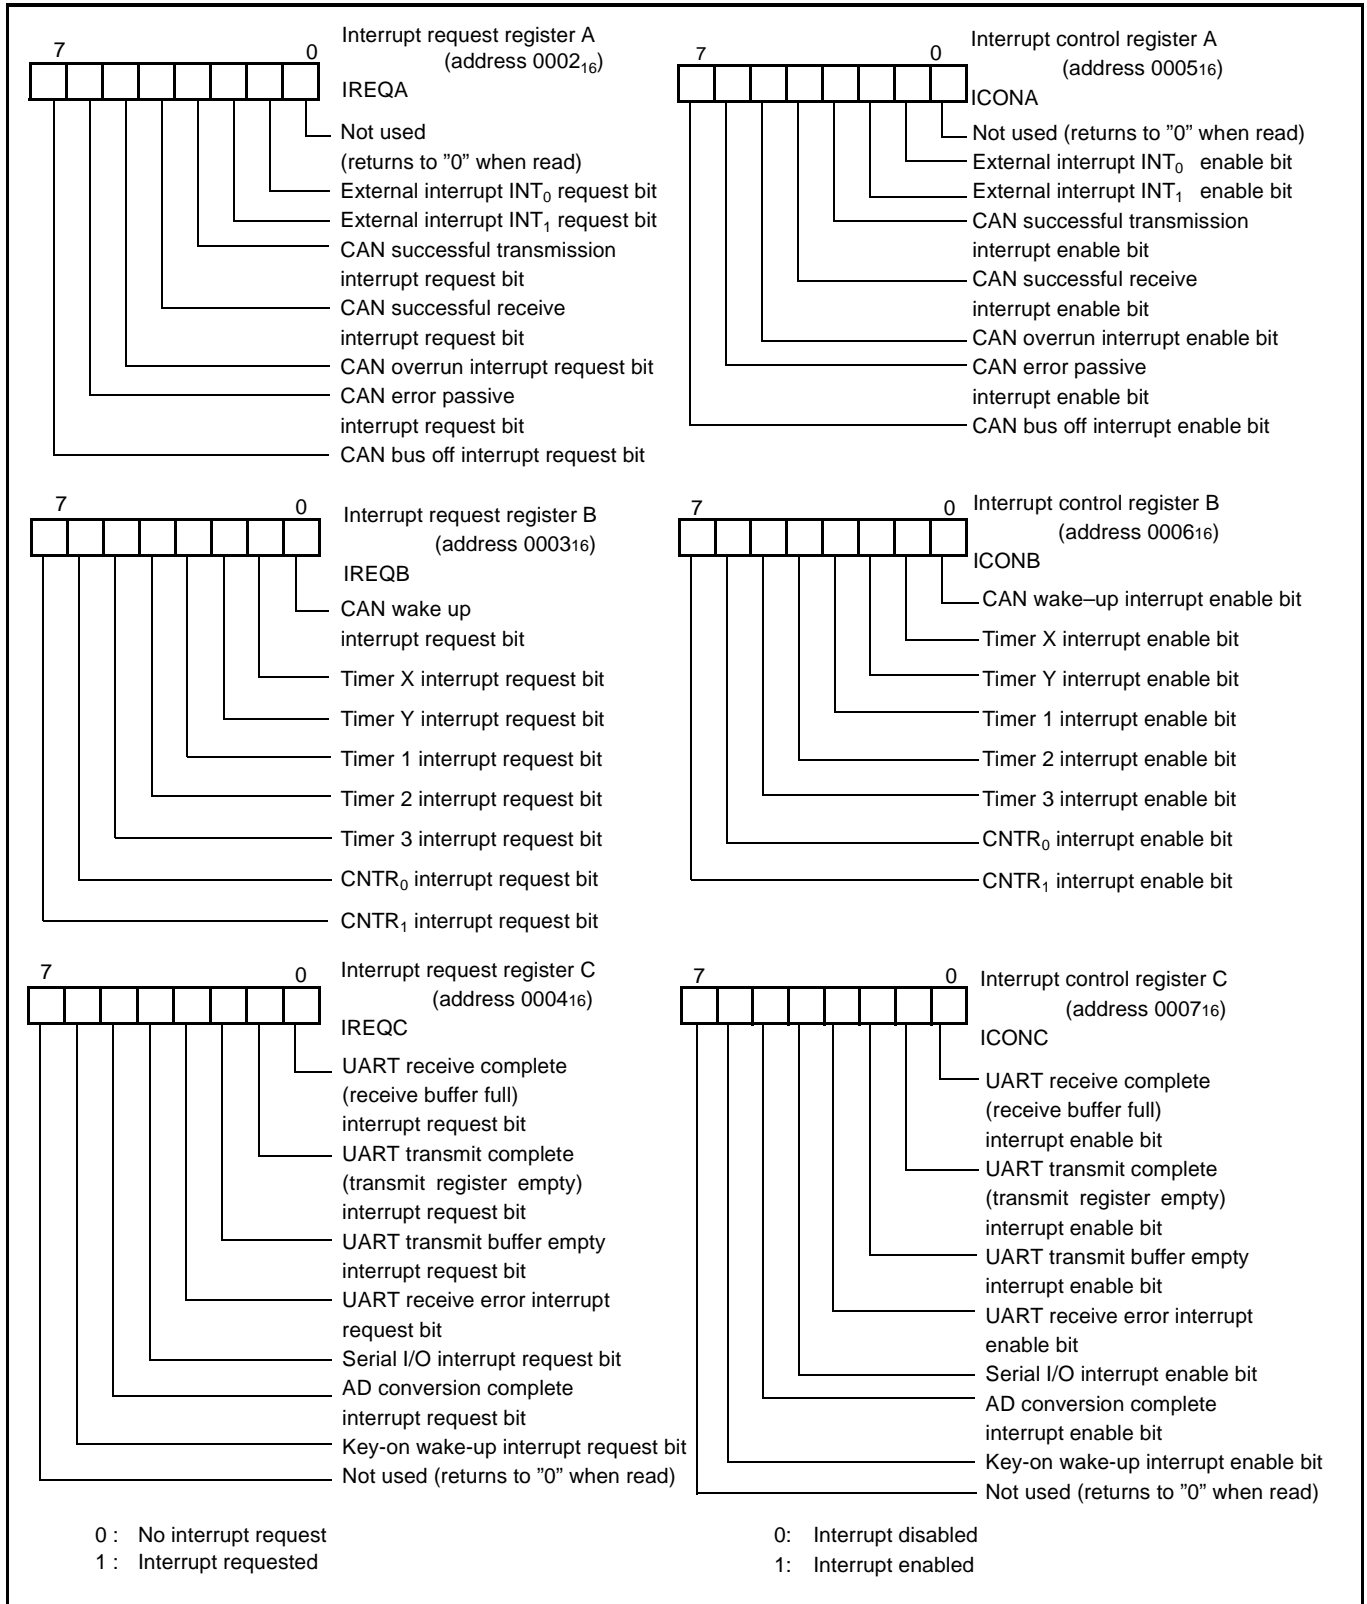 7
0
Interrupt request register A
(address 0002₁₆)
IREQA
Not used
(returns to ”0” when read)
External interrupt INT₀ request bit
External interrupt INT₁ request bit
CAN successful transmission
interrupt request bit
CAN successful receive
interrupt request bit
CAN overrun interrupt request bit
CAN error passive
interrupt request bit
CAN bus off interrupt request bit
7
0
Interrupt control register A
(address 0005₁₆)
ICONA
Not used (returns to ”0” when read)
External interrupt INT₀ enable bit
External interrupt INT₁ enable bit
CAN successful transmission
interrupt enable bit
CAN successful receive
interrupt enable bit
CAN overrun interrupt enable bit
CAN error passive
interrupt enable bit
CAN bus off interrupt enable bit
7
0
Interrupt request register B
(address 0003₁₆)
IREQB
CAN wake up
interrupt request bit
Timer X interrupt request bit
Timer Y interrupt request bit
Timer 1 interrupt request bit
Timer 2 interrupt request bit
Timer 3 interrupt request bit
CNTR₀ interrupt request bit
CNTR₁ interrupt request bit
7
0
Interrupt control register B
(address 0006₁₆)
ICONB
CAN wake–up interrupt enable bit
Timer X interrupt enable bit
Timer Y interrupt enable bit
Timer 1 interrupt enable bit
Timer 2 interrupt enable bit
Timer 3 interrupt enable bit
CNTR₀ interrupt enable bit
CNTR₁ interrupt enable bit
7
0
Interrupt request register C
(address 0004₁₆)
IREQC
UART receive complete
(receive buffer full)
interrupt request bit
UART transmit complete
(transmit register empty)
interrupt request bit
UART transmit buffer empty
interrupt request bit
UART receive error interrupt
request bit
Serial I/O interrupt request bit
AD conversion complete
interrupt request bit
Key-on wake-up interrupt request bit
Not used (returns to ”0” when read)
7
0
Interrupt control register C
(address 0007₁₆)
ICONC
UART receive complete
(receive buffer full)
interrupt enable bit
UART transmit complete
(transmit register empty)
interrupt enable bit
UART transmit buffer empty
interrupt enable bit
UART receive error interrupt
enable bit
Serial I/O interrupt enable bit
AD conversion complete
interrupt enable bit
Key-on wake-up interrupt enable bit
Not used (returns to ”0” when read)
0 : No interrupt request
1 : Interrupt requested
0: Interrupt disabled
1: Interrupt enabled